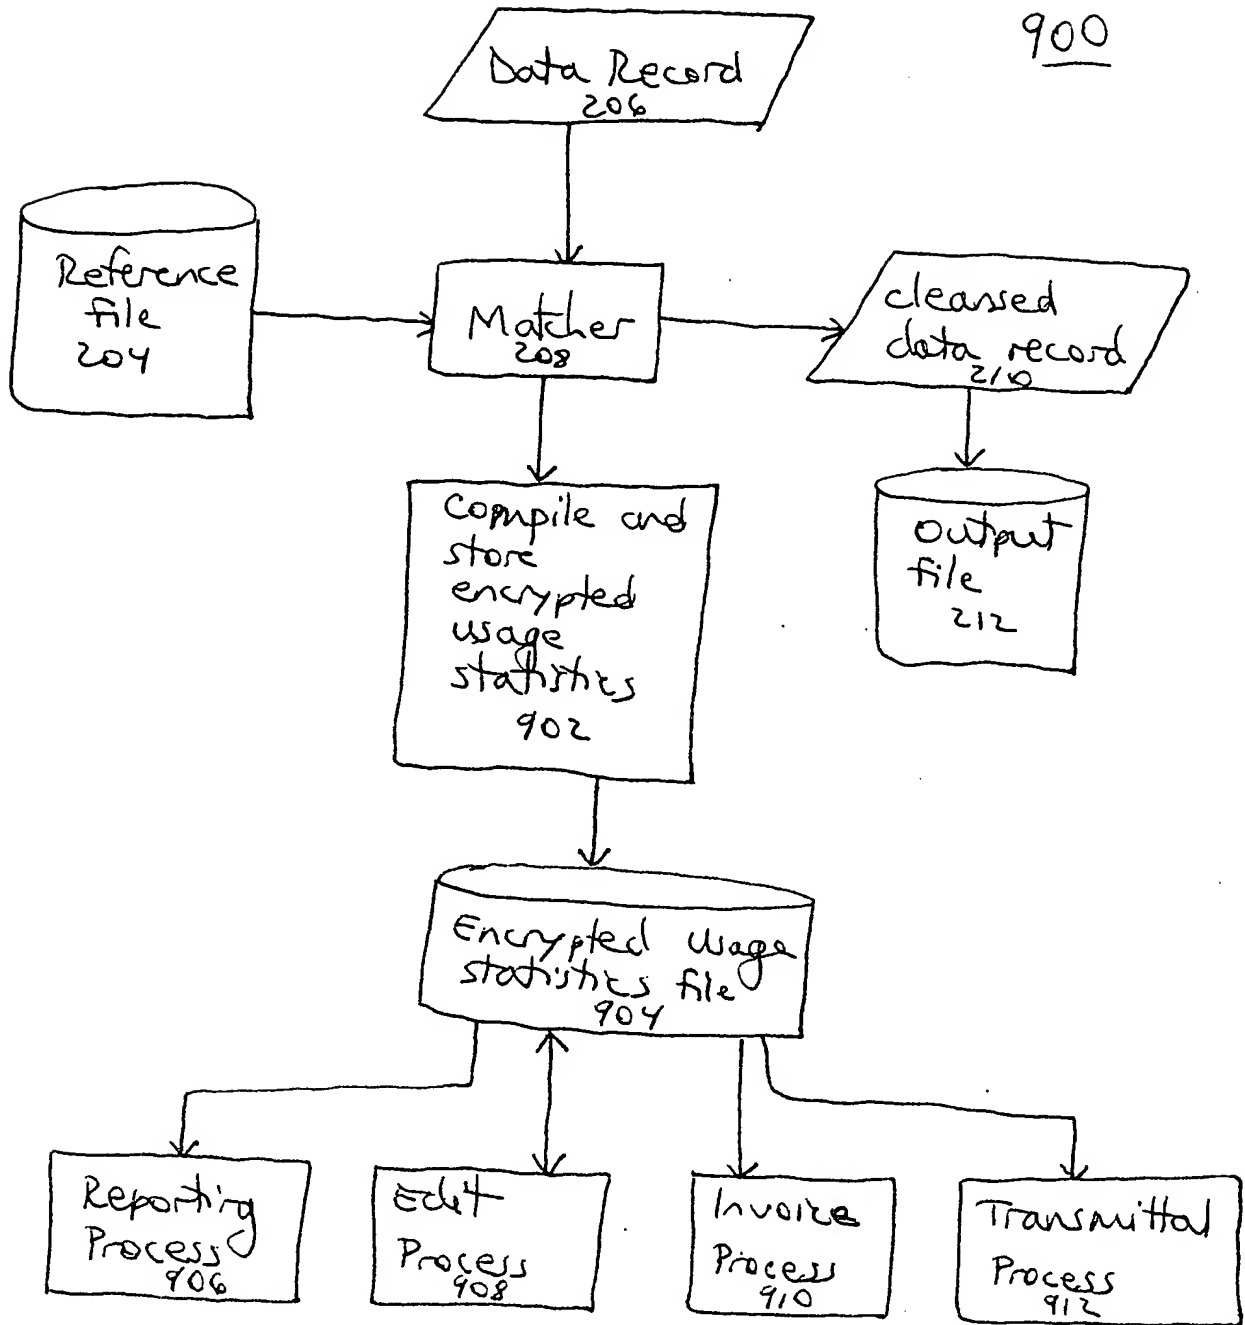 900
Data Record
206
Reference
file
204
Matcher
208
cleansed
data record
210
Compile and
store
encrypted
usage
statistics
902
output
file
212
Encrypted usage
statistics file
904
Reporting
Process
906
Edit
Process
908
Invoice
Process
910
Transmittal
Process
912